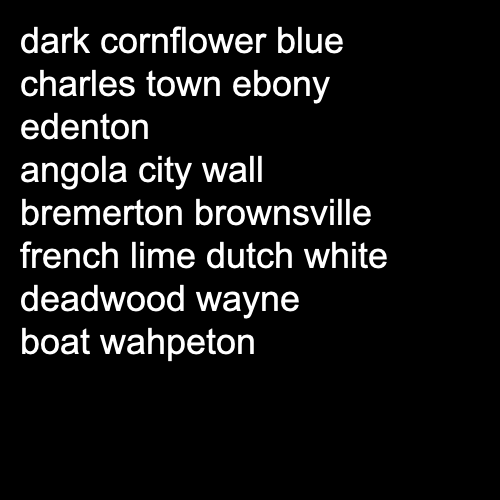 dark cornflower blue
charles town ebony
edenton
angola city wall
bremerton brownsville
french lime dutch white
deadwood wayne
boat wahpeton